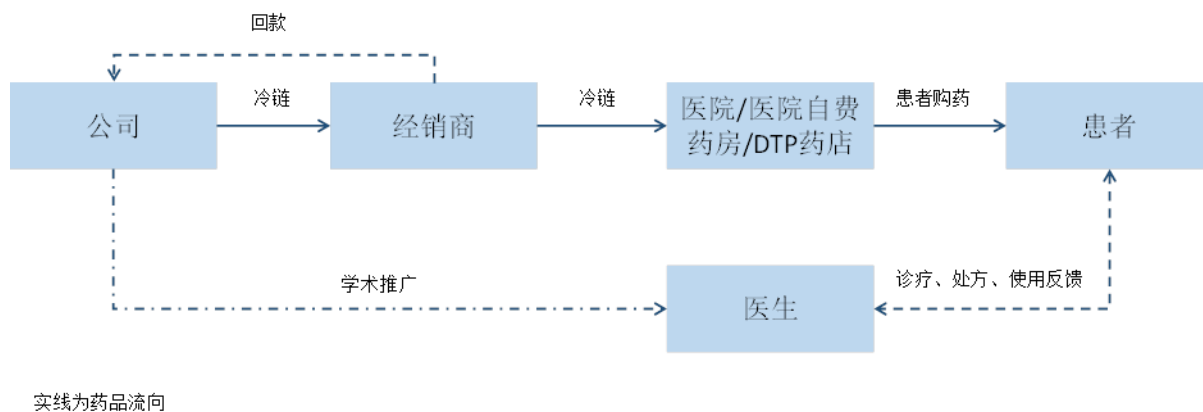 回款
公司
冷链
经销商
冷链
医院/医院自费
药房/DTP药店
患者购药
患者
学术推广
医生
诊疗、处方、使用反馈
实线为药品流向